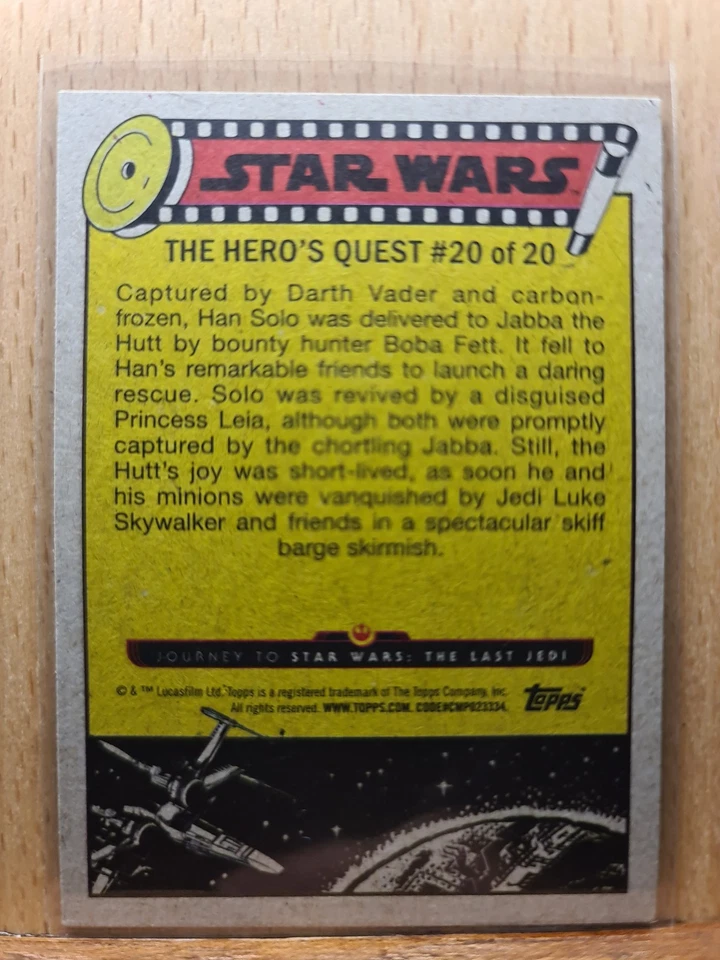 STAR WARS
THE HERO'S QUEST #20 of 20
Captured by Darth Vader and carbon-
frozen, Han Solo was delivered to Jabba the
Hutt by bounty hunter Boba Fett. It fell to
Han's remarkable friends to launch a daring
rescue. Solo was revived by a disguised
Princess Leia, although both were promptly
captured by the chortling Jabba. Still, the
Hutt's joy was short-lived, as soon he and
his minions were vanquished by Jedi Luke
Skywalker and friends in a spectacular skiff
barge skirmish.
JOURNEY TO STAR WARS: THE LAST JEDI
© & ™ Lucasfilm Ltd. Topps is a registered trademark of The Topps Company, Inc.
All rights reserved. WWW.TOPPS.COM. CODE#CMP023334.
topps